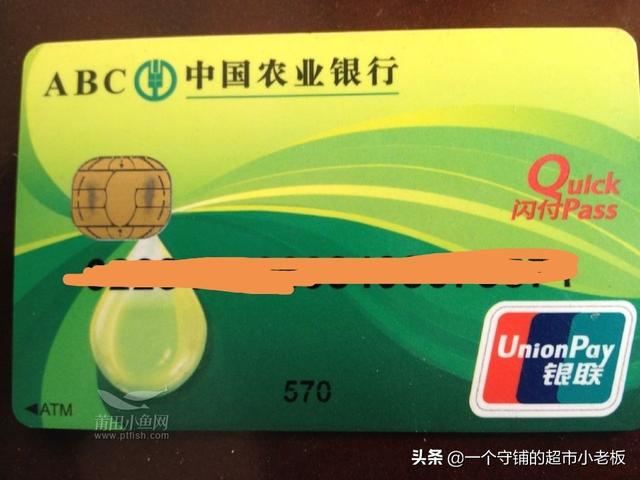 ABC 中国农业银行
Quick
闪付Pass
UnionPay
银联
570
◀ATM
莆田小鱼网
www.ptfish.com
头条 @一个守铺的超市小老板